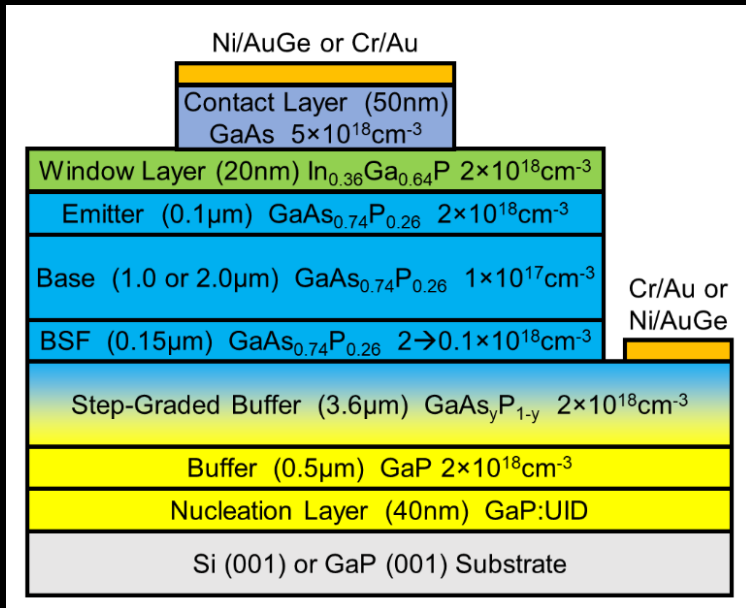 Ni/AuGe or Cr/Au
Contact Layer (50nm)
GaAs 5×10¹⁸cm⁻³
Window Layer (20nm) In₀.₃₆Ga₀.₆₄P 2×10¹⁸cm⁻³
Emitter (0.1µm) GaAs₀.₇₄P₀.₂₆ 2×10¹⁸cm⁻³
Base (1.0 or 2.0µm) GaAs₀.₇₄P₀.₂₆ 1×10¹⁷cm⁻³
Cr/Au or
Ni/AuGe
BSF (0.15µm) GaAs₀.₇₄P₀.₂₆ 2→0.1×10¹⁸cm⁻³
Step-Graded Buffer (3.6µm) GaAsyP1-y 2×10¹⁸cm⁻³
Buffer (0.5µm) GaP 2×10¹⁸cm⁻³
Nucleation Layer (40nm) GaP:UID
Si (001) or GaP (001) Substrate